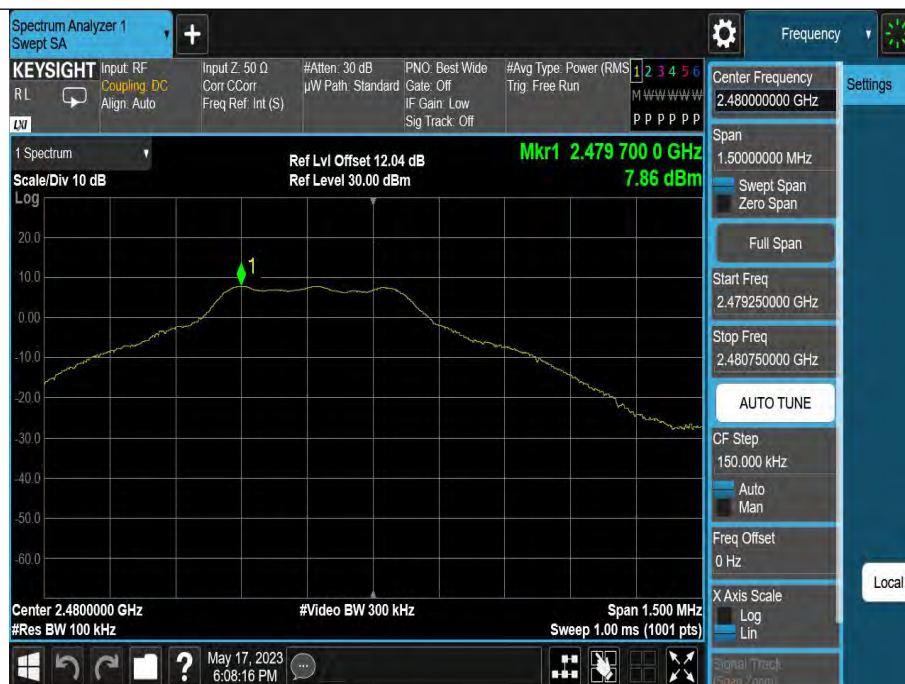 Spectrum Analyzer 1
Swept SA
+
Frequency
KEYSIGHT
RL
LXI
Input: RF
Coupling: DC
Align: Auto
Input Z: 50 Ω
Corr CCorr
Freq Ref: Int (S)
#Atten: 30 dB
µW Path: Standard
PNO: Best Wide
Gate: Off
IF Gain: Low
Sig Track: Off
#Avg Type: Power (RMS
Trig: Free Run
1 2 3 4 5 6
M W W W W W
P P P P P P
1 Spectrum
Scale/Div 10 dB
Ref Lvl Offset 12.04 dB
Ref Level 30.00 dBm
Mkr1 2.479 700 0 GHz
7.86 dBm
Log
20.0
10.0
0.00
-10.0
-20.0
-30.0
-40.0
-50.0
-60.0
1
Center 2.4800000 GHz
#Res BW 100 kHz
#Video BW 300 kHz
Span 1.500 MHz
Sweep 1.00 ms (1001 pts)
Center Frequency
2.480000000 GHz
Settings
Span
1.50000000 MHz
Swept Span
Zero Span
Full Span
Start Freq
2.479250000 GHz
Stop Freq
2.480750000 GHz
AUTO TUNE
CF Step
150.000 kHz
Auto
Man
Freq Offset
0 Hz
X Axis Scale
Log
Lin
Local
Signal Track
(Span Zoom)
?
May 17, 2023
6:08:16 PM